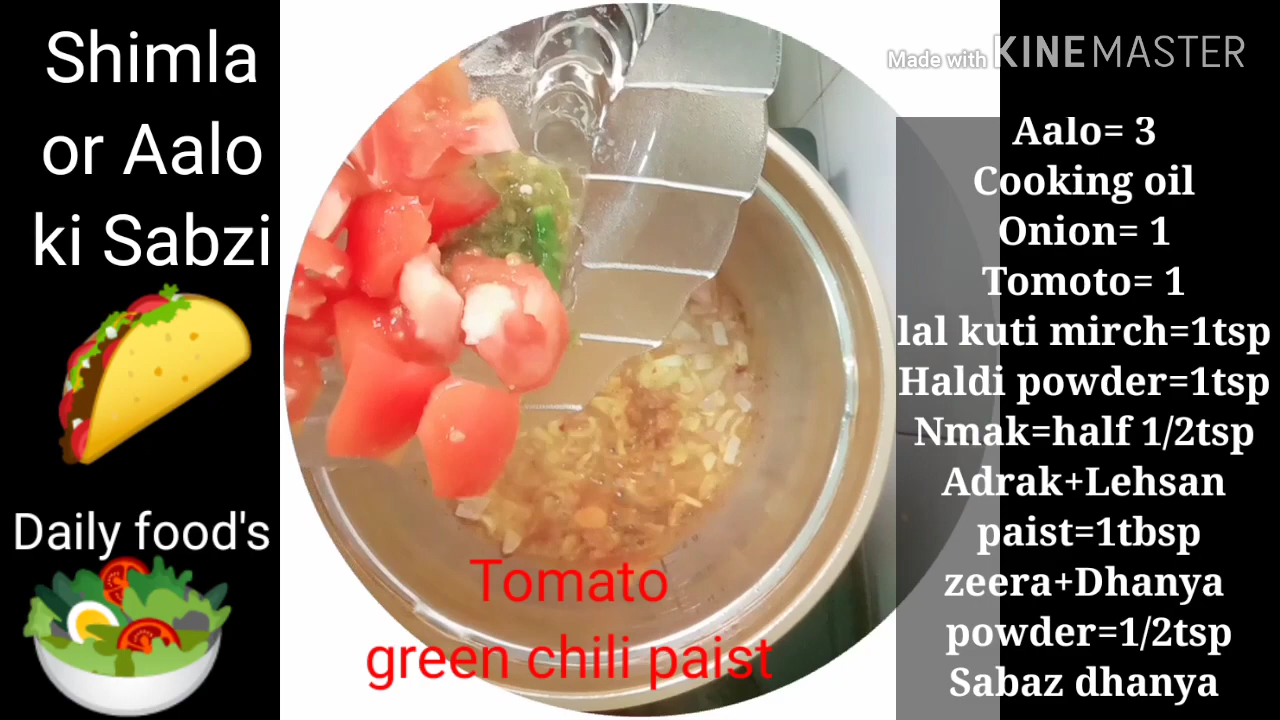 Shimla
or Aalo
ki Sabzi
Daily food's
Tomato
green chili paist
Made with KINEMASTER
Aalo= 3
Cooking oil
Onion= 1
Tomoto= 1
lal kuti mirch=1tsp
Haldi powder=1tsp
Nmak=half 1/2tsp
Adrak+Lehsan
paist=1tbsp
zeera+Dhanya
powder=1/2tsp
Sabaz dhanya